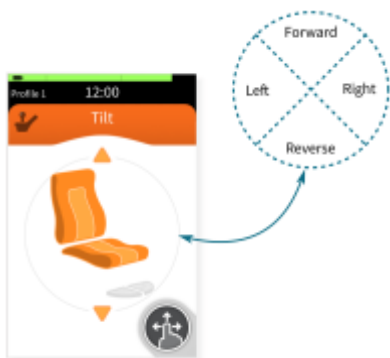 Forward
Left Right
Reverse
Profile 1 12:00
Tilt